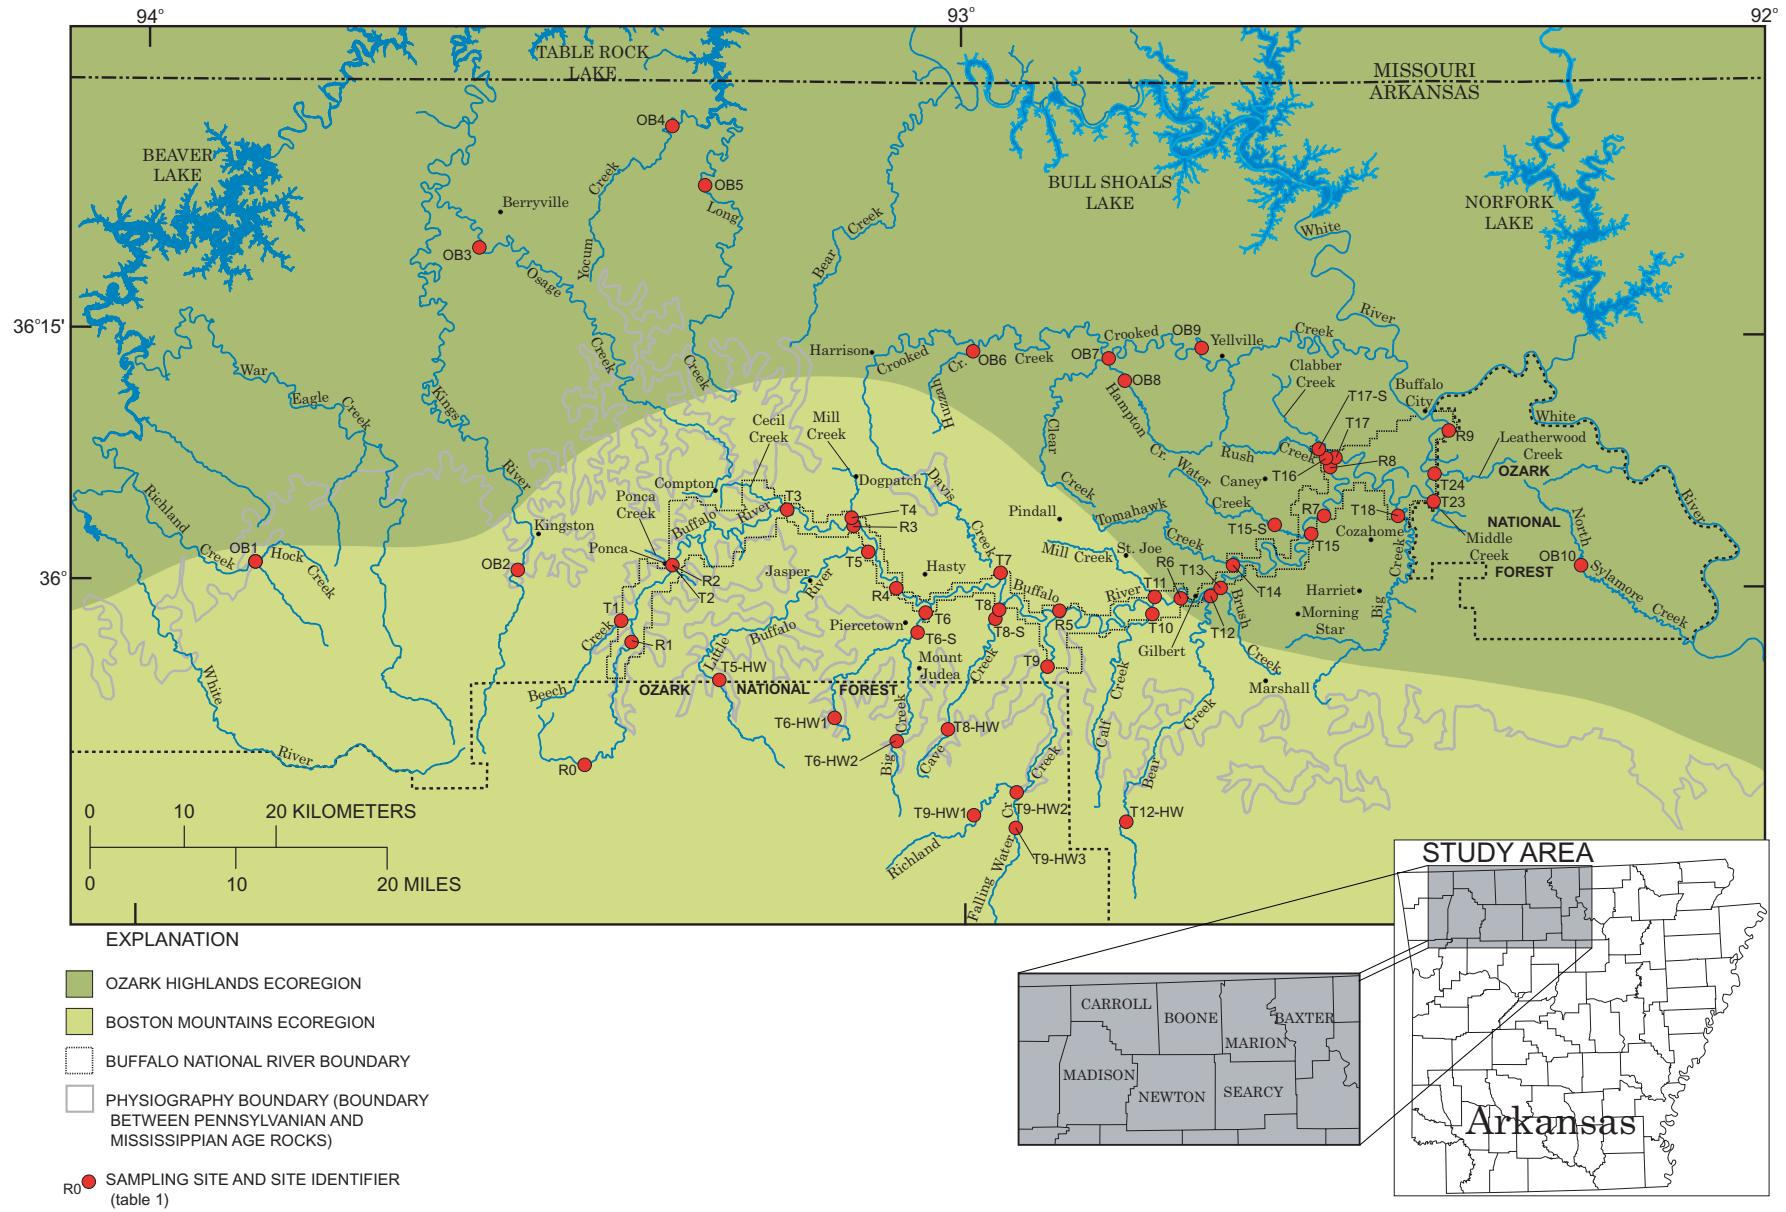 94°
93°
92°
TABLE ROCK
LAKE
MISSOURI
ARKANSAS
BEAVER
LAKE
BULL SHOALS
LAKE
NORFORK
LAKE
36°15'
36°
OB4
OB5
OB3
Berryville
Creek
Yocum
Long
Creek
Osage
Creek
Bear
Creek
White
River
War
Eagle
Creek
Kings
River
Harrison
Crooked
Creek
OB6
OB7
Crooked
OB9
Yellville
Creek
OB8
Huzzah
Cr.
Clabber
Creek
Buffalo
City
T17-S
T17
R9
White
River
Leatherwood
Creek
OZARK
Hampton
Cr.
Clear
Creek
Water
Creek
Rush
Creek
Caney
T16
R8
T24
T23
T18
Cozahome
NATIONAL
FOREST
Middle
Creek
North
Sylamore
Creek
OB10
Cecil
Creek
Mill
Creek
Dogpatch
Compton
Ponca
Creek
Ponca
Buffalo
River
T3
T4
R3
T5
R4
Davis
Creek
Pindall
Tomahawk
Creek
Mill Creek
St. Joe
T15-S
R7
T15
Richland
Creek
OB1
Hock
Creek
Kingston
OB2
R2
T2
Jasper
River
Hasty
T7
Buffalo
River
R6
T13
T11
T14
T12
T10
Gilbert
Brush
Creek
Harriet
Morning
Star
Big
Creek
Marshall
T1
Creek
R1
Beech
Little
Buffalo
T5-HW
Piercetown
T6
T6-S
Mount
Judea
T8
T8-S
R5
T9
Creek
Calf
Creek
Bear
Creek
OZARK
NATIONAL
FOREST
T6-HW1
T6-HW2
Big
Creek
Cave
T8-HW
R0
White
River
T9-HW1
T9-HW2
T9-HW3
Creek
Richland
Falling
Water
Cr
T12-HW
0
10
20 KILOMETERS
0
10
20 MILES
EXPLANATION
OZARK HIGHLANDS ECOREGION
BOSTON MOUNTAINS ECOREGION
BUFFALO NATIONAL RIVER BOUNDARY
PHYSIOGRAPHY BOUNDARY (BOUNDARY
BETWEEN PENNSYLVANIAN AND
MISSISSIPPIAN AGE ROCKS)
R0
SAMPLING SITE AND SITE IDENTIFIER
(table 1)
STUDY AREA
CARROLL
BOONE
BAXTER
MARION
MADISON
NEWTON
SEARCY
Arkansas